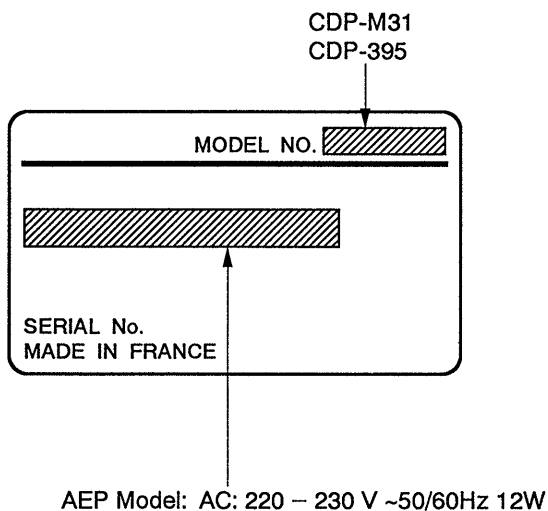 CDP-M31
CDP-395
MODEL NO.
SERIAL No.
MADE IN FRANCE
AEP Model: AC: 220 – 230 V ~50/60Hz 12W